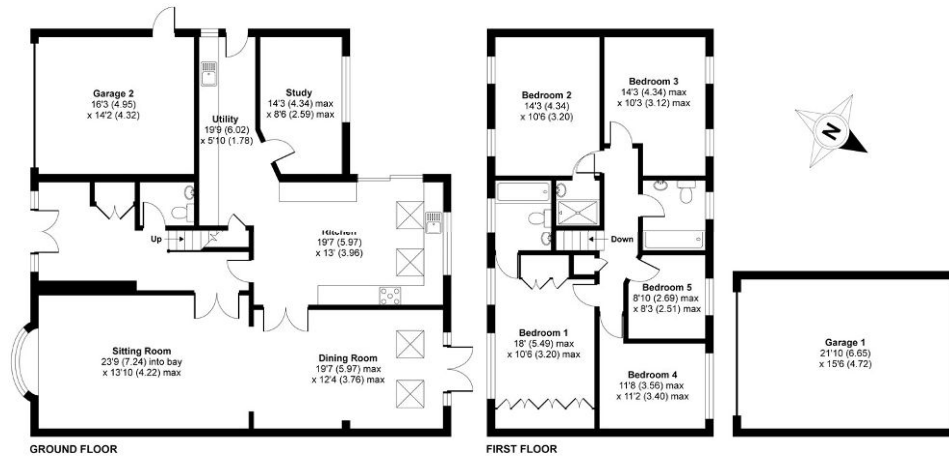 Garage 2
16'3 (4.95)
x 14'2 (4.32)
Utility
19'9 (6.02)
x 5'10 (1.78)
Study
14'3 (4.34) max
x 8'6 (2.59) max
Up
Kitchen
19'7 (5.97)
x 13' (3.96)
Sitting Room
23'9 (7.24) into bay
x 13'10 (4.22) max
Dining Room
19'7 (5.97) max
x 12'4 (3.76) max
GROUND FLOOR
Bedroom 2
14'3 (4.34)
x 10'6 (3.20)
Bedroom 3
14'3 (4.34) max
x 10'3 (3.12) max
Down
Bedroom 5
8'10 (2.69) max
x 8'3 (2.51) max
Bedroom 1
18' (5.49) max
x 10'6 (3.20) max
Bedroom 4
11'8 (3.56) max
x 11'2 (3.40) max
FIRST FLOOR
N
Garage 1
21'10 (6.65)
x 15'6 (4.72)